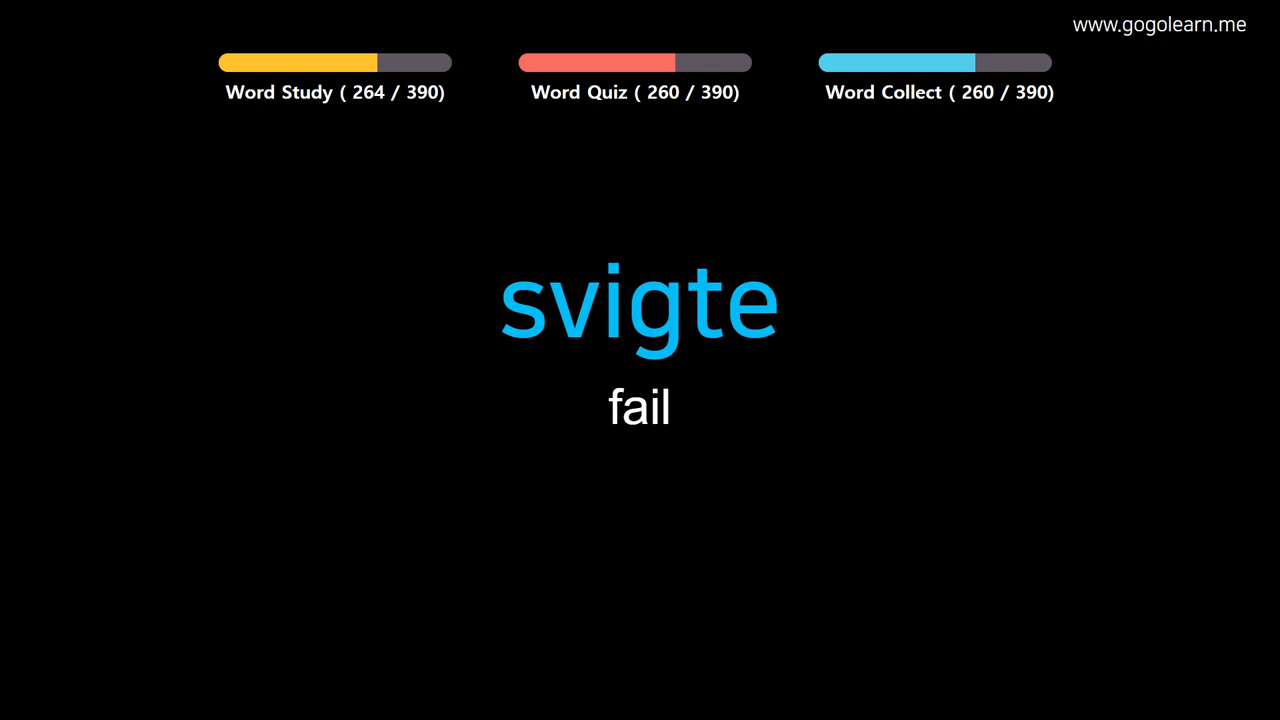 www.gogolearn.me
Word Study ( 264 / 390)
Word Quiz ( 260 / 390)
Word Collect ( 260 / 390)
svigte
fail